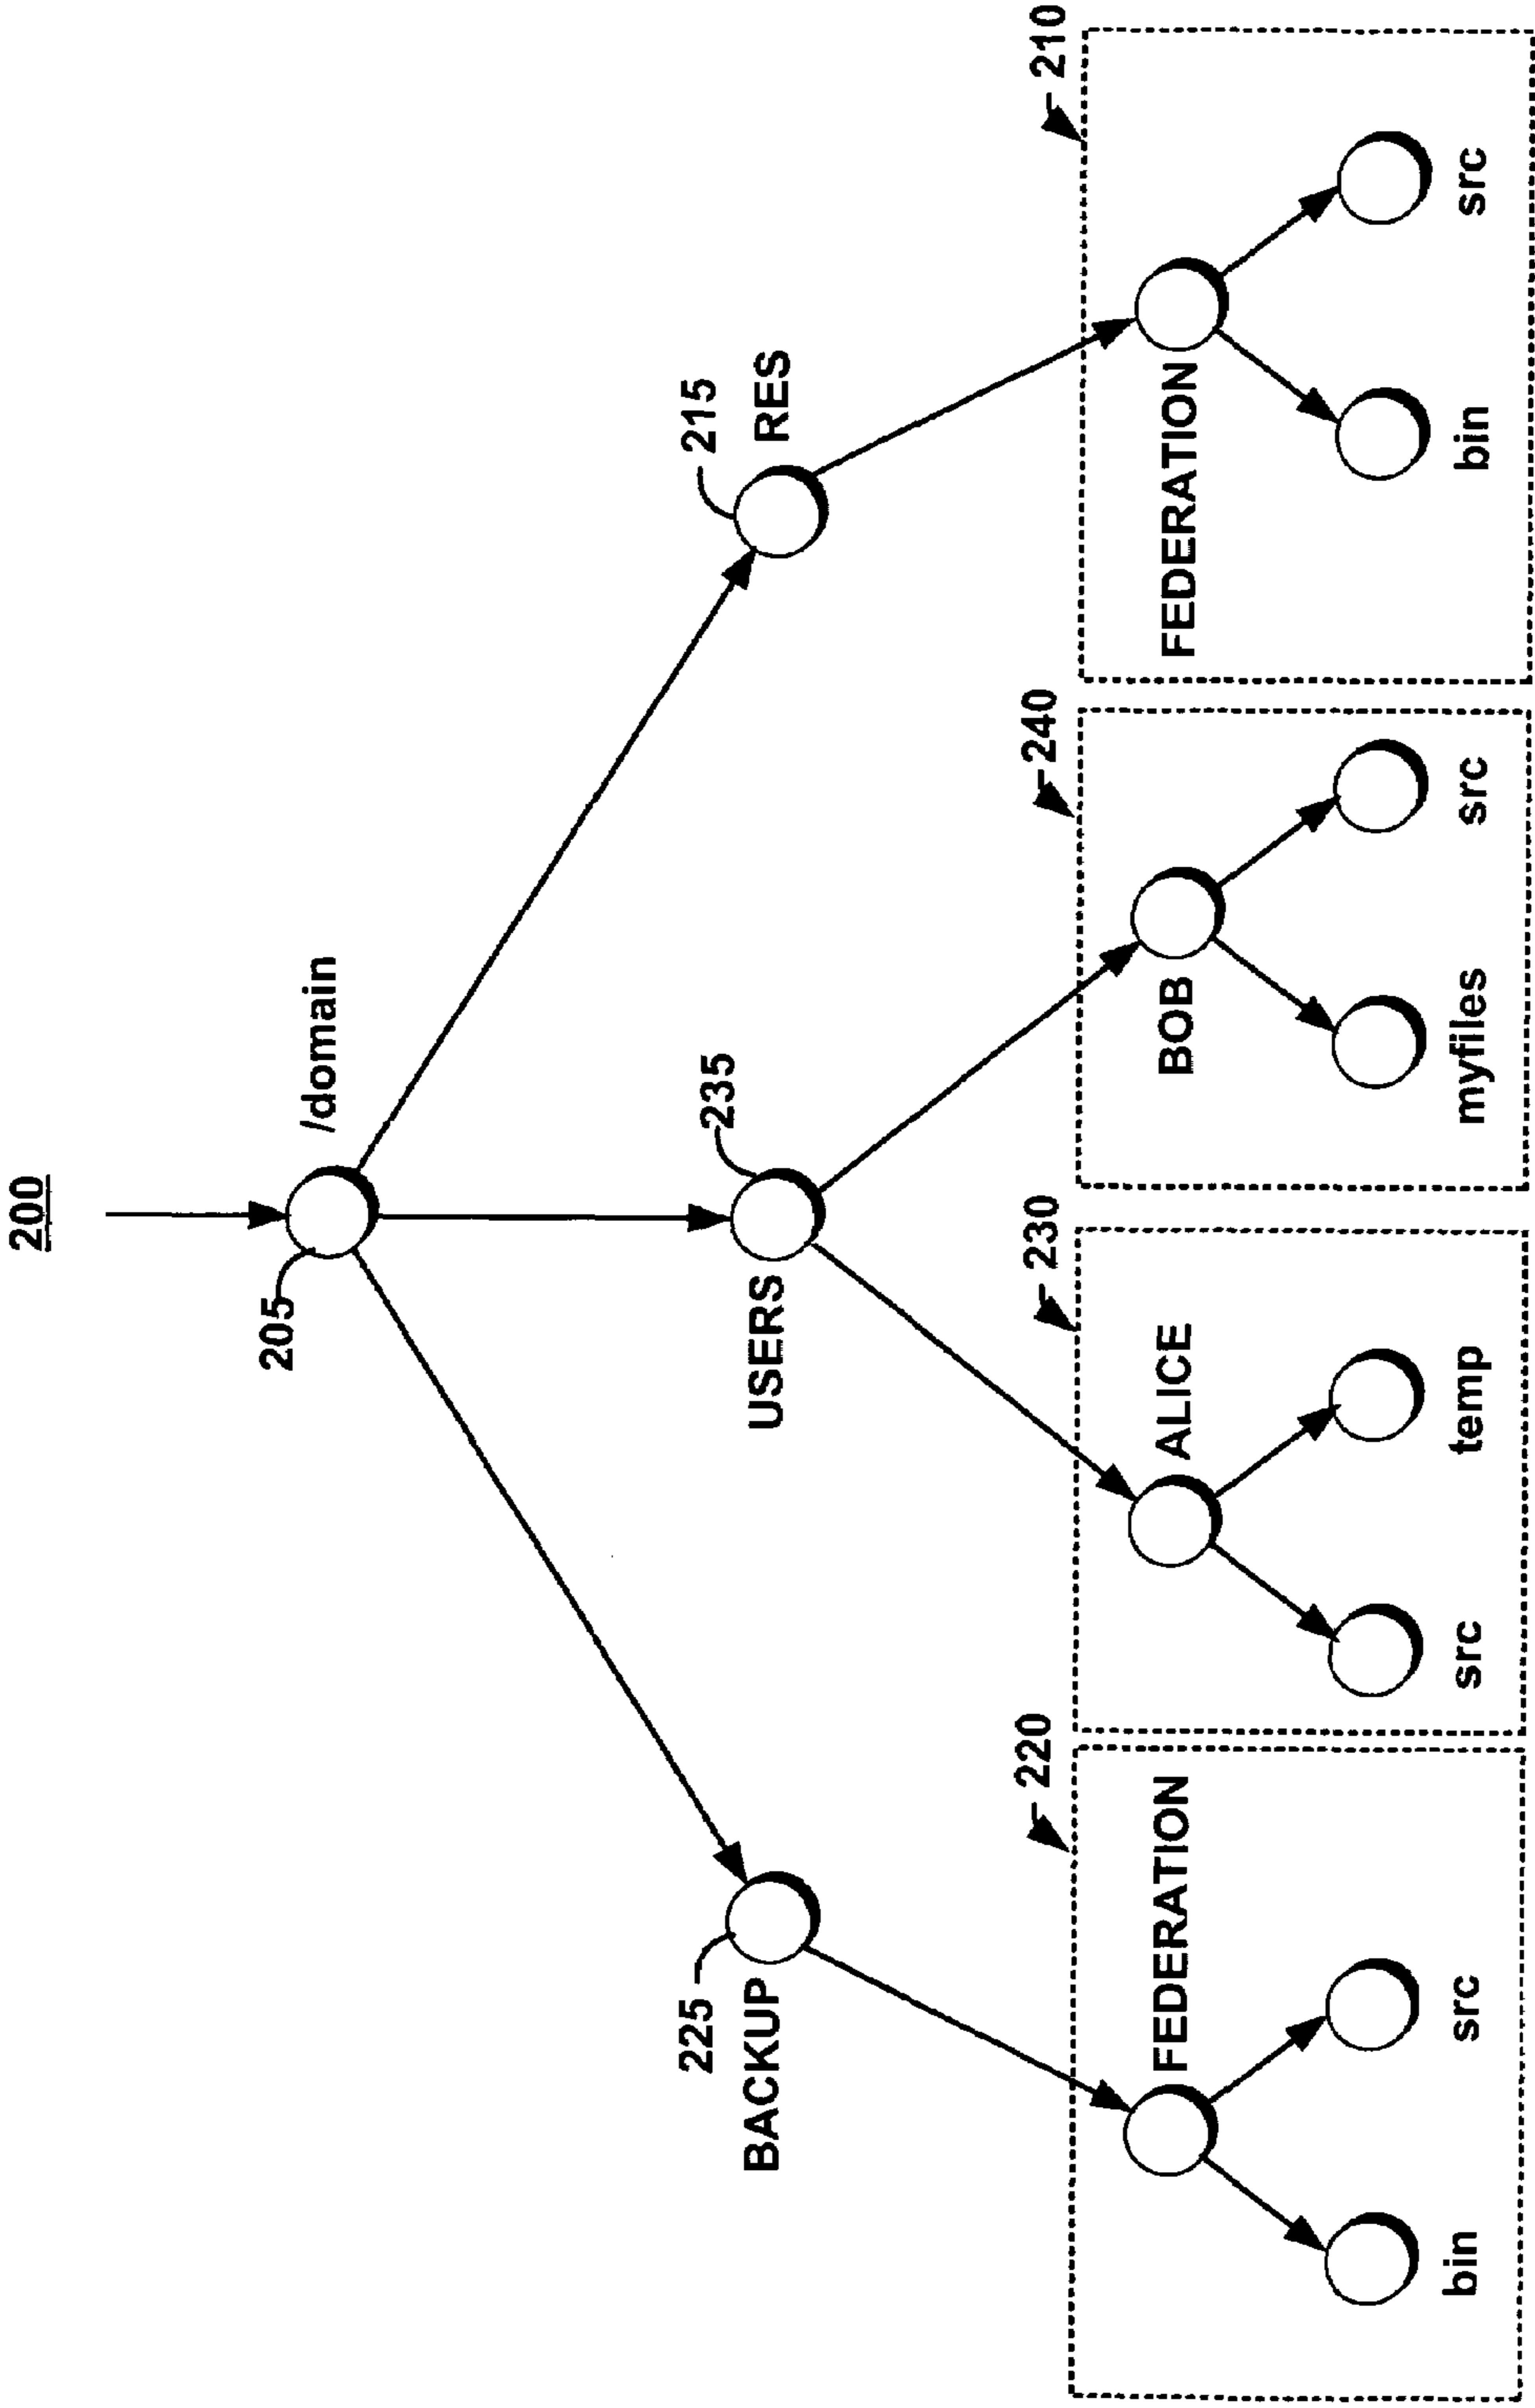 200
/domain
205
225
BACKUP
USERS
235
215
RES
220
FEDERATION
bin
src
230
ALICE
src
temp
240
BOB
myfiles
src
210
FEDERATION
bin
src